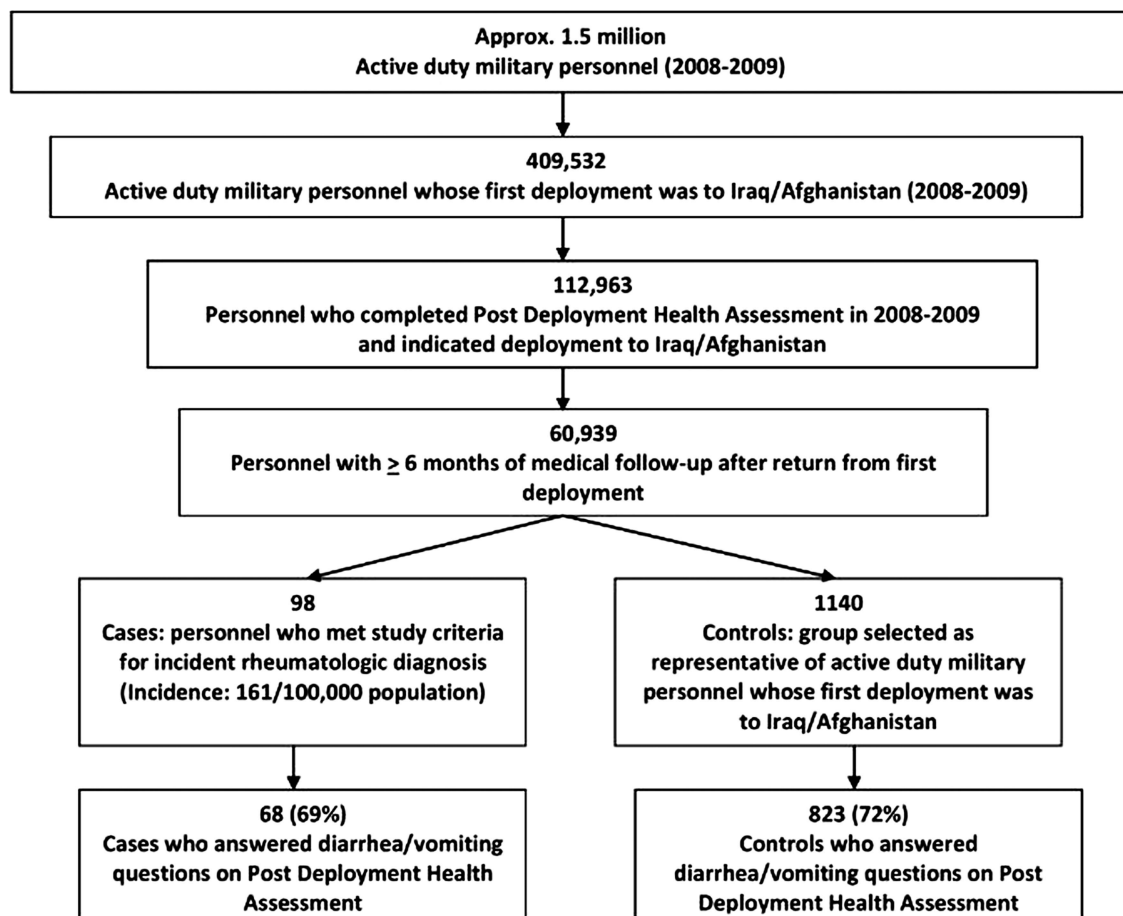 Approx. 1.5 million
Active duty military personnel (2008-2009)
409,532
Active duty military personnel whose first deployment was to Iraq/Afghanistan (2008-2009)
112,963
Personnel who completed Post Deployment Health Assessment in 2008-2009
and indicated deployment to Iraq/Afghanistan
60,939
Personnel with ≥ 6 months of medical follow-up after return from first
deployment
98
Cases: personnel who met study criteria
for incident rheumatologic diagnosis
(Incidence: 161/100,000 population)
1140
Controls: group selected as
representative of active duty military
personnel whose first deployment was
to Iraq/Afghanistan
68 (69%)
Cases who answered diarrhea/vomiting
questions on Post Deployment Health
Assessment
823 (72%)
Controls who answered
diarrhea/vomiting questions on Post
Deployment Health Assessment